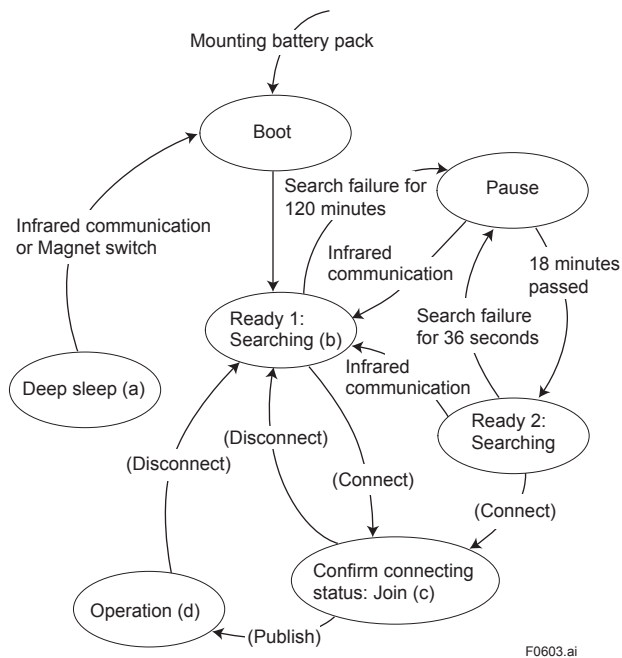 Mounting battery pack
Boot
Search failure for
120 minutes
Pause
Infrared communication
or Magnet switch
Infrared
communication
18 minutes
passed
Ready 1:
Searching (b)
Search failure
for 36 seconds
Deep sleep (a)
Infrared
communication
Ready 2:
Searching
(Disconnect)
(Disconnect)
(Connect)
(Connect)
Confirm connecting
status: Join (c)
Operation (d)
(Publish)
F0603.ai